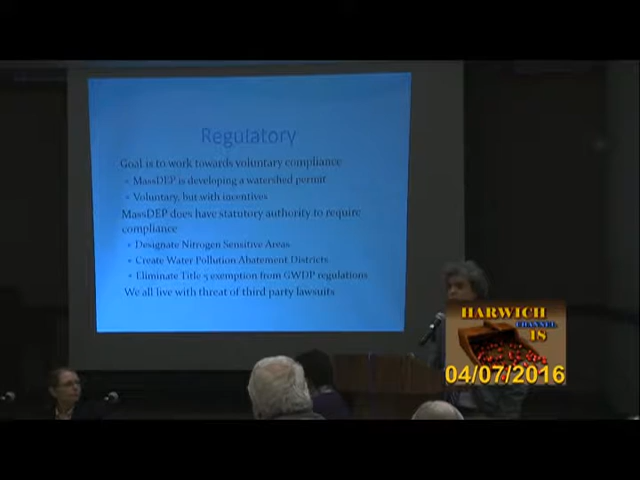 Regulatory
Goal is to work towards voluntary compliance
MassDEP is developing a watershed permit
Voluntary, but with incentives
MassDEP does have statutory authority to require
compliance
Designate Nitrogen Sensitive Areas
Create Water Pollution Abatement Districts
Eliminate Title 5 exemption from GWDP regulations
We all live with threat of third party lawsuits
HARWICH
CHANNEL
18
04/07/2016